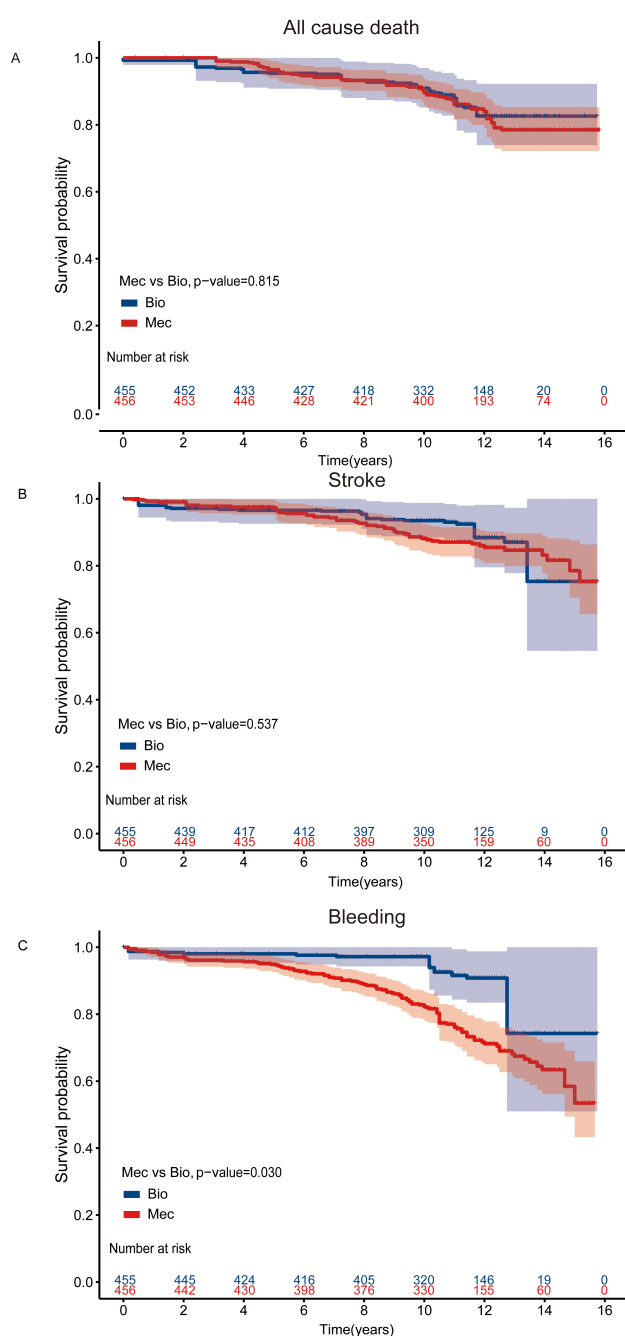 All cause death
A
1.0
0.8
0.6
0.4
0.2
0.0
Survival probability
Mec vs Bio, p−value=0.815
Bio
Mec
Number at risk
455 452 433 427 418 332 148 20 0
456 453 446 428 421 400 193 74 0
0 2 4 6 8 10 12 14 16
Time(years)
Stroke
B
1.0
0.8
0.6
0.4
0.2
0.0
Survival probability
Mec vs Bio, p−value=0.537
Bio
Mec
Number at risk
455 439 417 412 397 309 125 9 0
456 449 435 408 389 350 159 60 0
0 2 4 6 8 10 12 14 16
Time(years)
Bleeding
C
1.0
0.8
0.6
0.4
0.2
0.0
Survival probability
Mec vs Bio, p−value=0.030
Bio
Mec
Number at risk
455 445 424 416 405 320 146 19 0
456 442 430 398 376 330 155 60 0
0 2 4 6 8 10 12 14 16
Time(years)